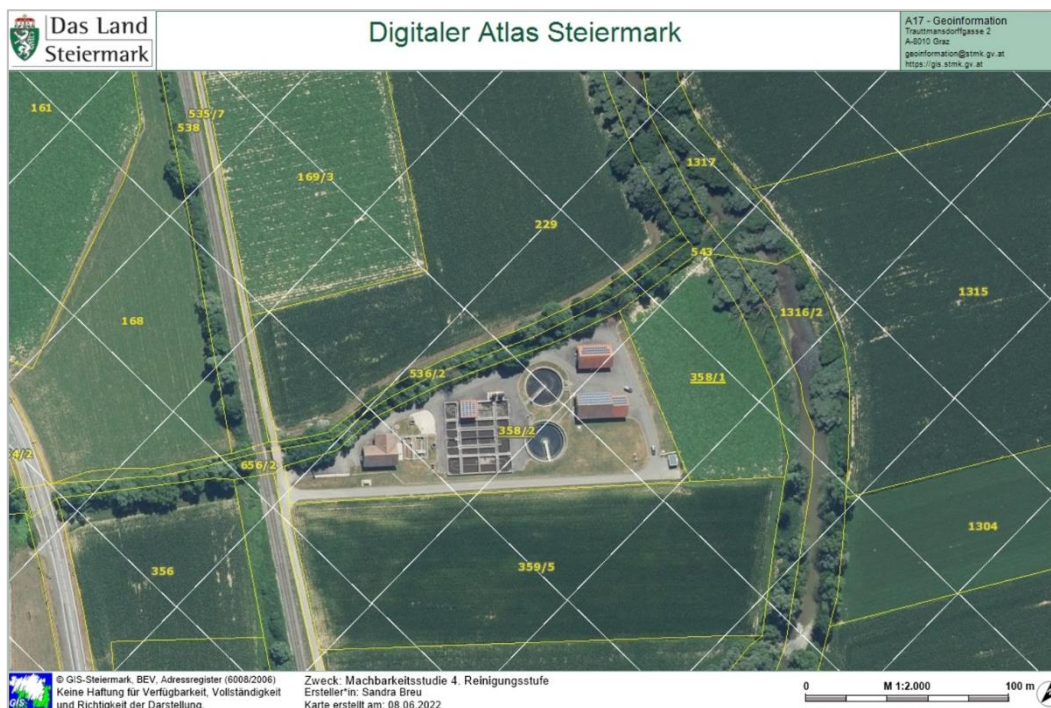 Das Land
Steiermark
Digitaler Atlas Steiermark
A17 - Geoinformation
Trauttmansdorffgasse 2
A-8010 Graz
geoinformation@stmk.gv.at
https://gis.stmk.gv.at
161
535/7
538
169/3
1317
229
543
1315
168
1316/2
536/2
358/1
358/2
4/2
656/2
1304
356
359/5
GIS
© GIS-Steiermark, BEV, Adressregister (6008/2006)
Keine Haftung für Verfügbarkeit, Vollständigkeit
und Richtigkeit der Darstellung.
Zweck: Machbarkeitsstudie 4. Reinigungsstufe
Ersteller*in: Sandra Breu
Karte erstellt am: 08.06.2022
0 M 1:2.000 100 m